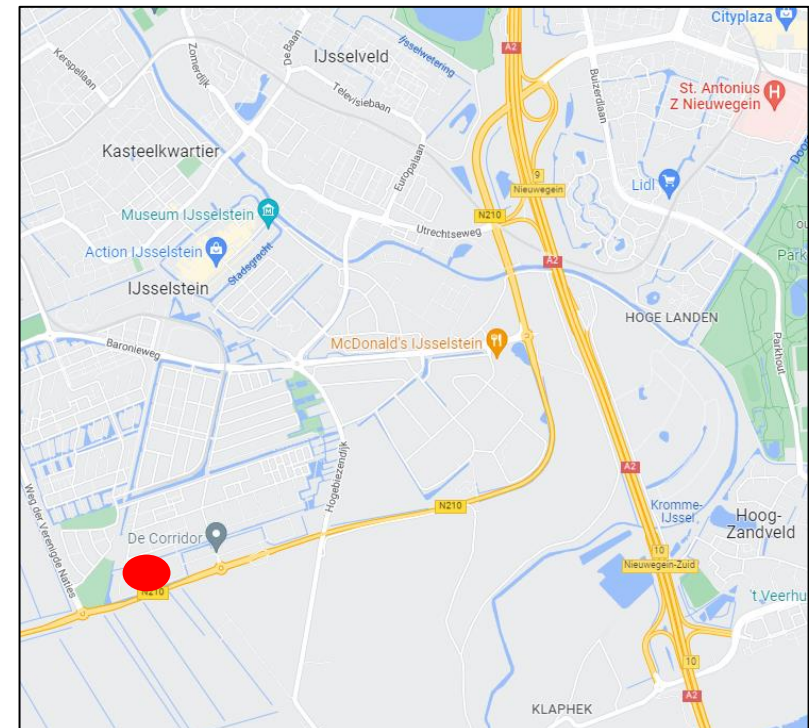 Cityplaza
IJsselveld
De Baan
Kerspellaan
Zomerdijk
IJsselwetering
A2
Televisiebaan
Buizerdlaan
St. Antonius
Z Nieuwegein
H
Kasteelkwartier
Europalaan
9
Nieuwegein
Lidl
Museum IJsselstein
N210
Utrechtseweg
Action IJsselstein
Stadsgracht
A2
Park
IJsselstein
HOGE LANDEN
Baronieweg
McDonald's IJsselstein
Parkhout
Hogebiezendijk
A2
Weg der Verenigde Naties
N210
Kromme-
IJssel
Hoog-
Zandveld
De Corridor
10
Nieuwegein-Zuid
N210
't Veerhu
10
A2
KLAPHEK